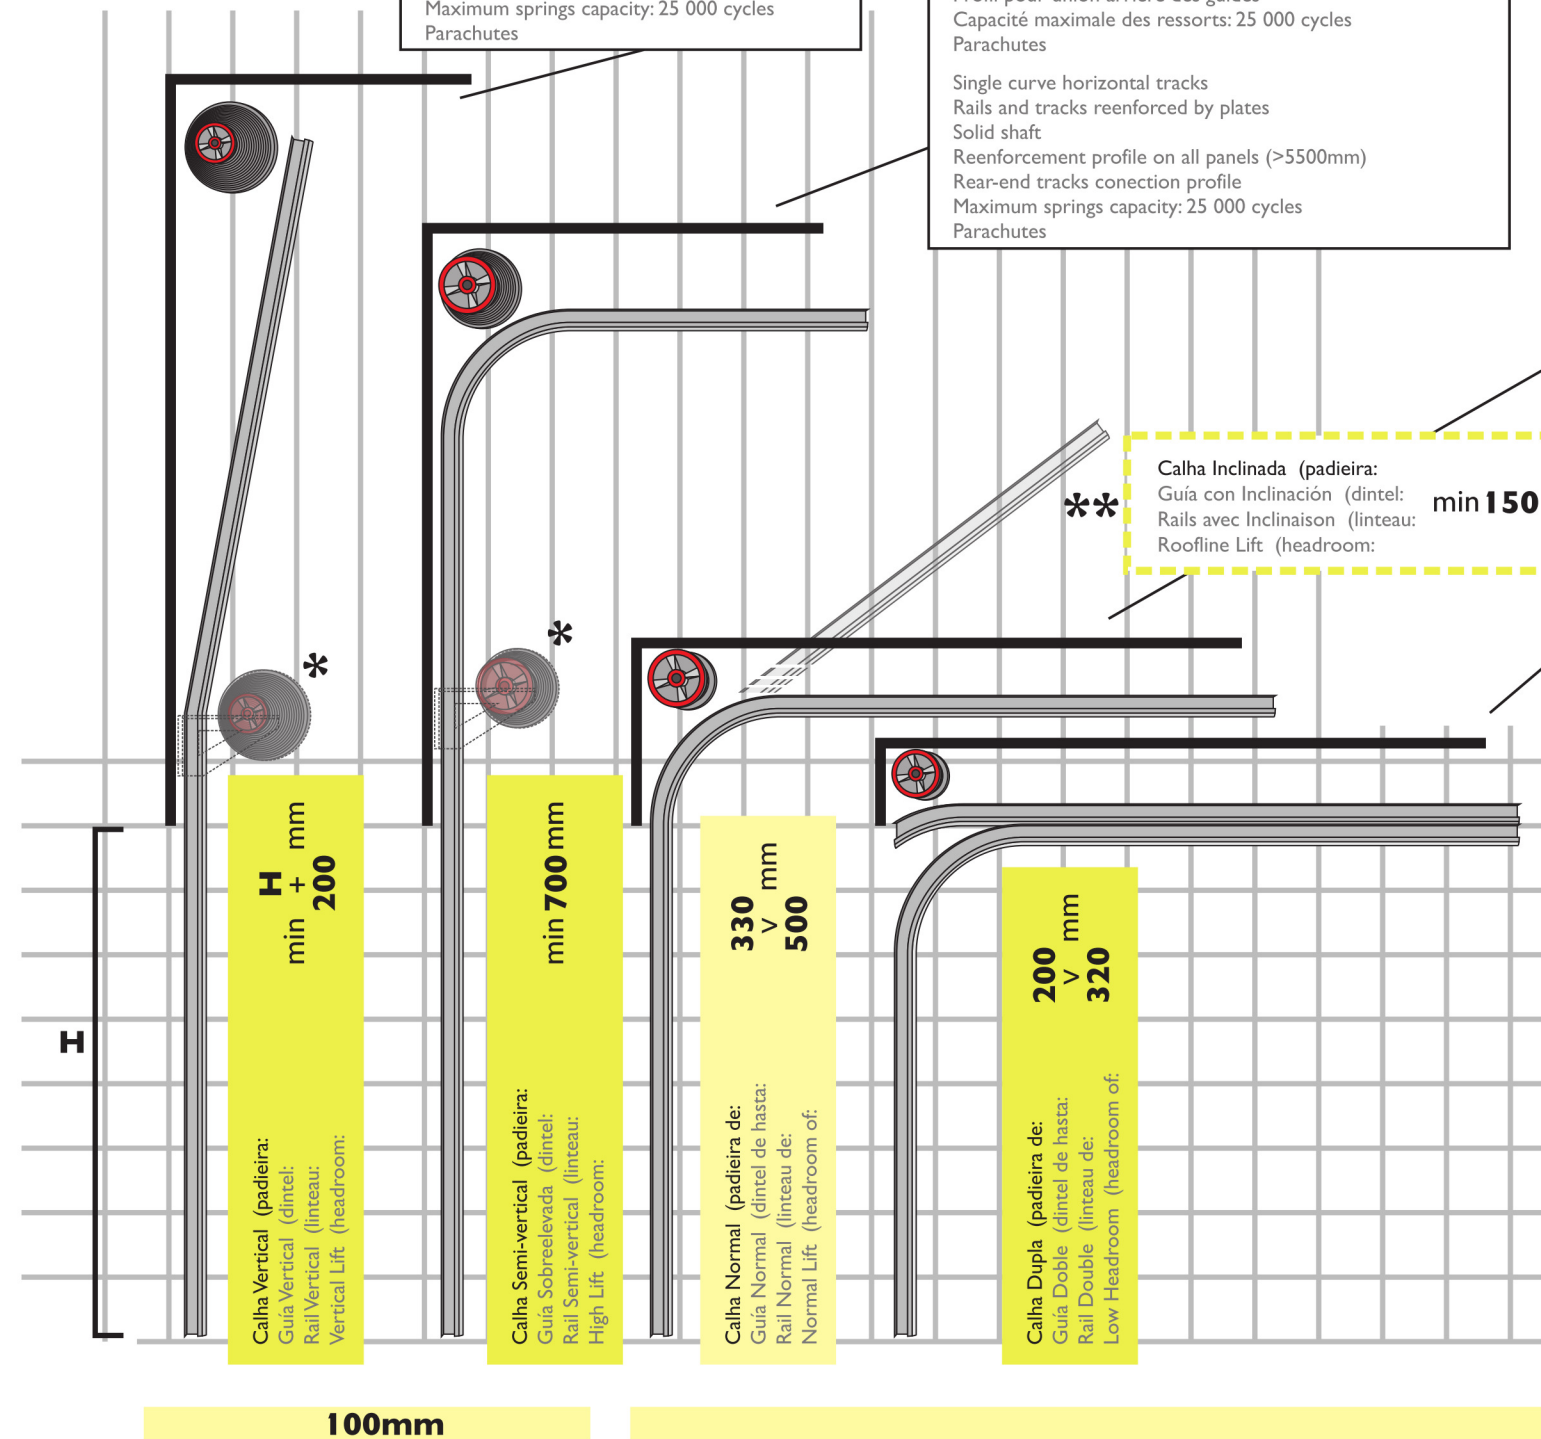 Maximum springs capacity: 25 000 cycles
Parachutes
Capacité maximale des ressorts: 25 000 cycles
Parachutes
Single curve horizontal tracks
Rails and tracks reenforced by plates
Solid shaft
Reenforcement profile on all panels (>5500mm)
Rear-end tracks conection profile
Maximum springs capacity: 25 000 cycles
Parachutes
**
Calha Inclinada (padieira:
Guía con Inclinación (dintel:
Rails avec Inclinaison (linteau:
Roofline Lift (headroom:
min 150
*
*
H
Calha Vertical (padieira:
Guía Vertical (dintel:
Rail Vertical (linteau:
Vertical Lift (headroom:
H
min + mm
200
Calha Semi-vertical (padieira:
Guía Sobreelevada (dintel:
Rail Semi-vertical (linteau:
High Lift (headroom:
min 700 mm
Calha Normal (padieira de:
Guía Normal (dintel de hasta:
Rail Normal (linteau de:
Normal Lift (headroom of:
330
> mm
500
Calha Dupla (padieira de:
Guía Doble (dintel de hasta:
Rail Double (linteau de:
Low Headroom (headroom of:
200
> mm
320
100mm